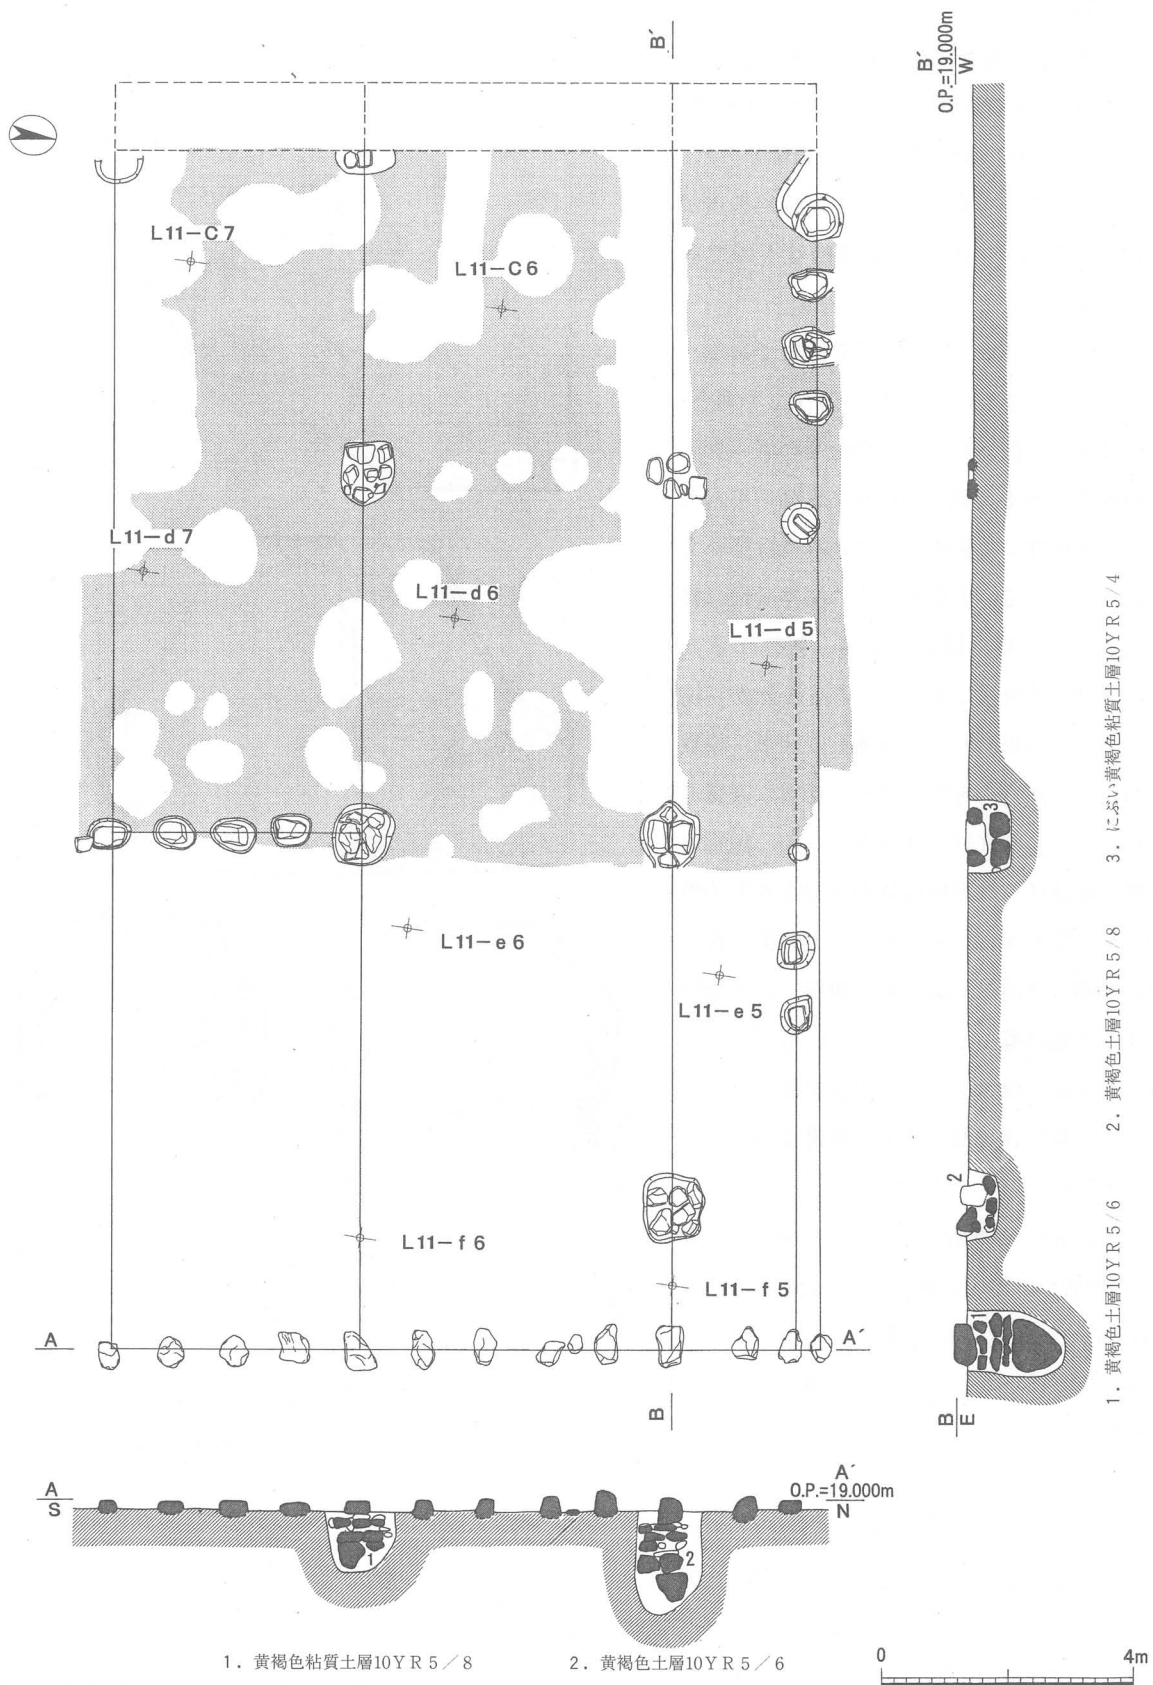 B´
B´
O.P.=19.000m
W
L11-C7
L11-C6
L11-d7
L11-d6
L11-d5
3
L11-e6
L11-e5
2
L11-f6
L11-f5
1
A
A´
B
B
E
1. 黄褐色土層10YR5/6
2. 黄褐色土層10YR5/8
3. にぶい黄褐色粘質土層10YR5/4
A
S
A´
O.P.=19.000m
N
1
2
1. 黄褐色粘質土層10YR5/8
2. 黄褐色土層10YR5/6
0
4m